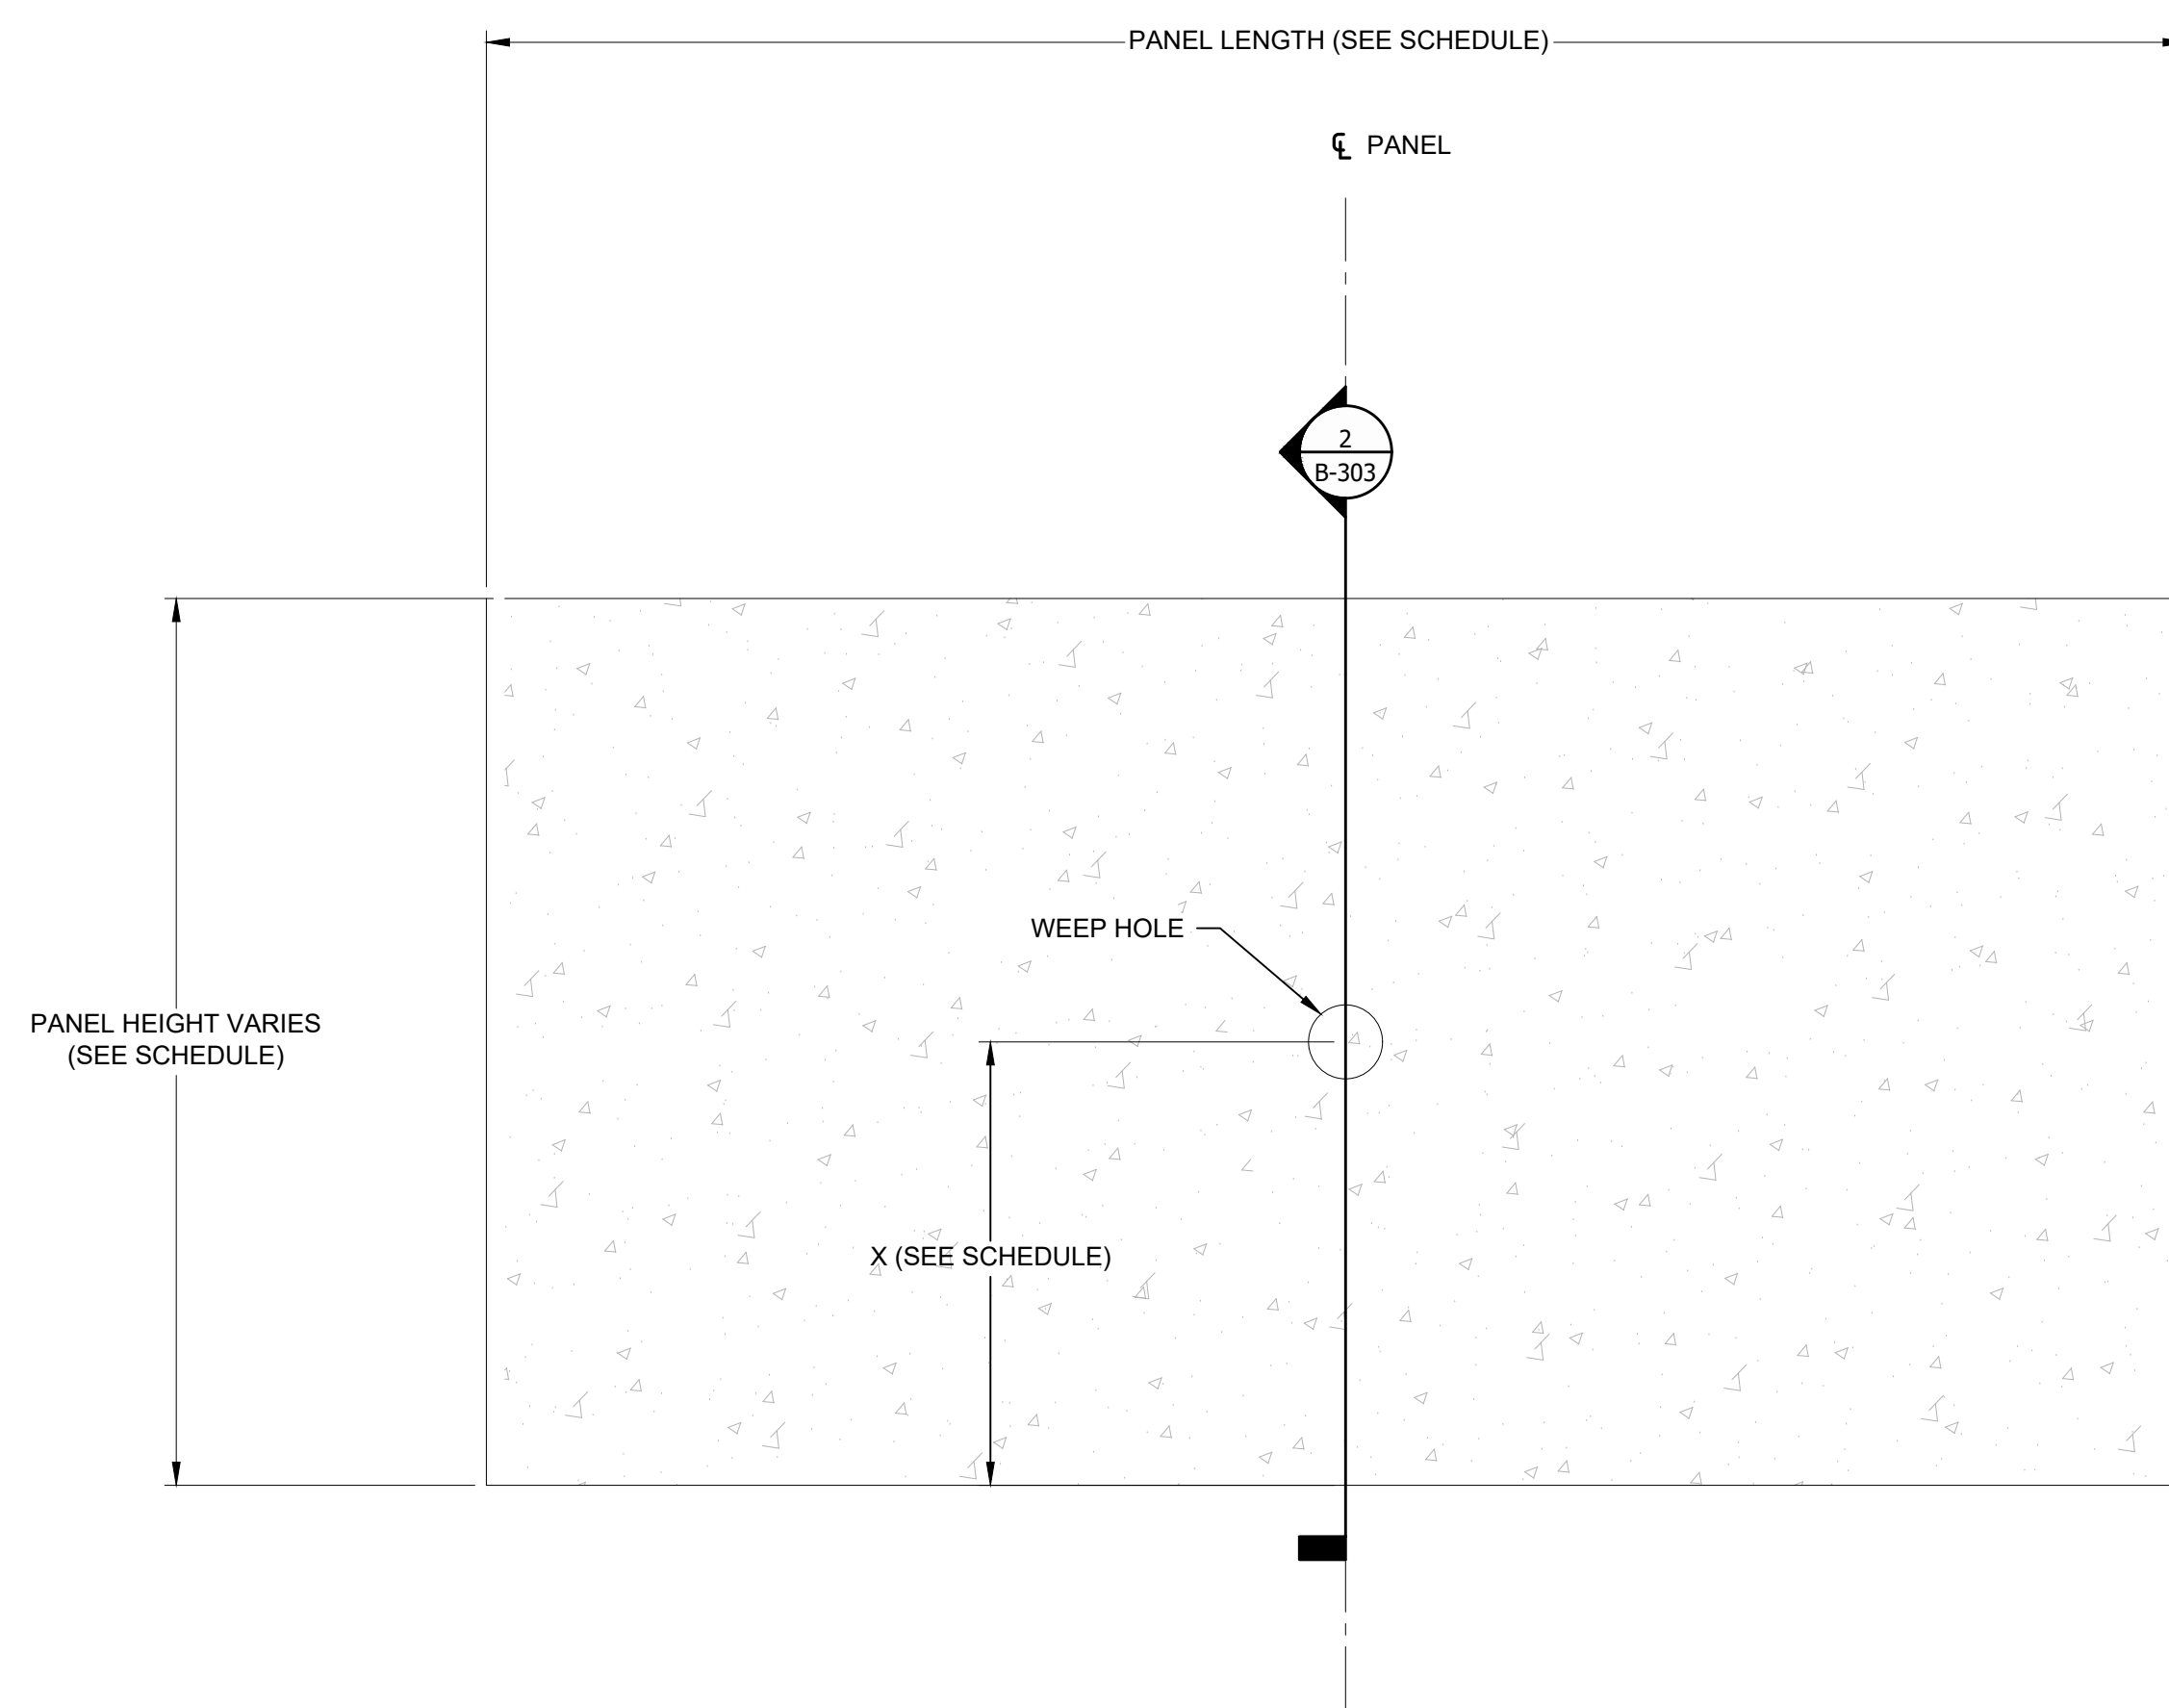 PANEL LENGTH (SEE SCHEDULE)
℄ PANEL
2
B-303
WEEP HOLE
PANEL HEIGHT VARIES
(SEE SCHEDULE)
X (SEE SCHEDULE)